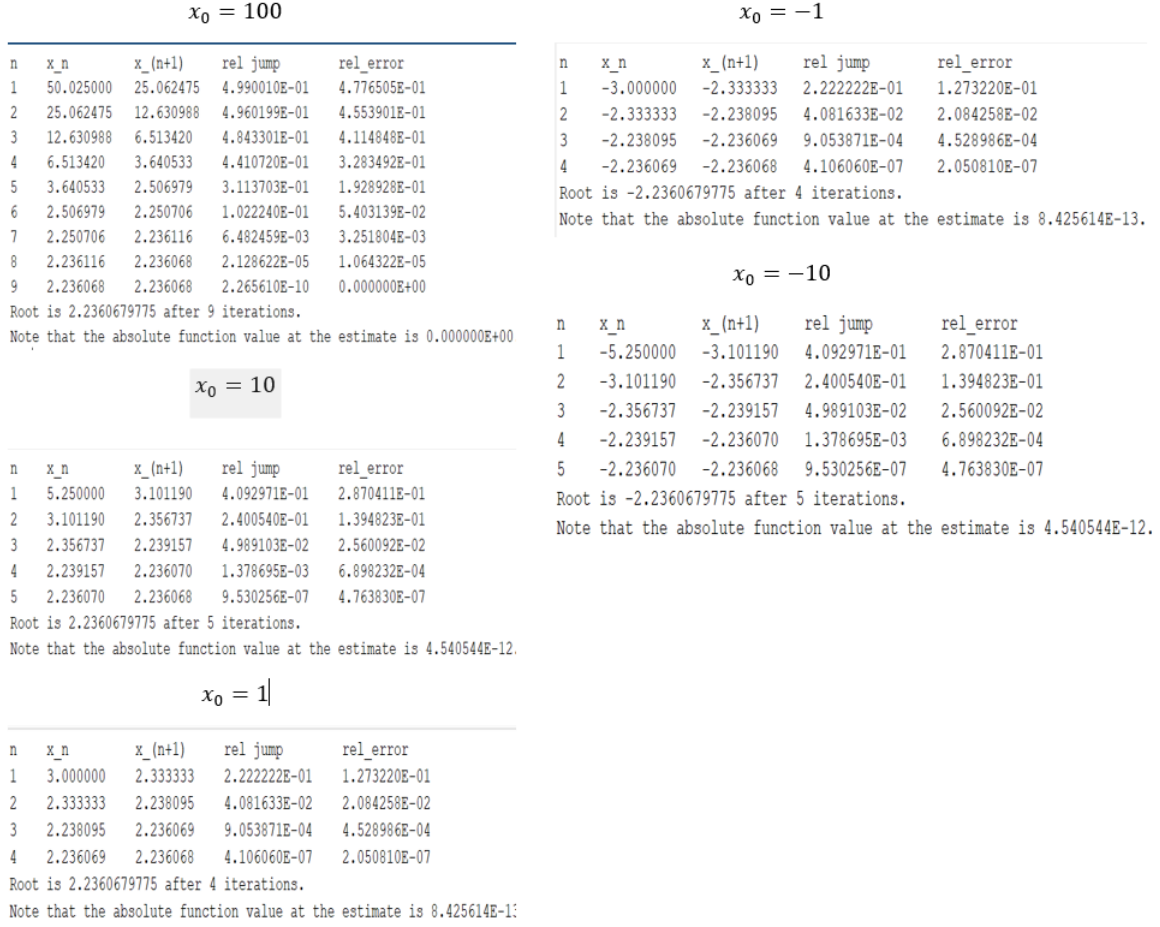 x₀ = 100
n x_n x_(n+1) rel jump rel_error
1 50.025000 25.062475 4.990010E-01 4.776505E-01
2 25.062475 12.630988 4.960199E-01 4.553901E-01
3 12.630988 6.513420 4.843301E-01 4.114848E-01
4 6.513420 3.640533 4.410720E-01 3.283492E-01
5 3.640533 2.506979 3.113703E-01 1.928928E-01
6 2.506979 2.250706 1.022240E-01 5.403139E-02
7 2.250706 2.236116 6.482459E-03 3.251804E-03
8 2.236116 2.236068 2.128622E-05 1.064322E-05
9 2.236068 2.236068 2.265610E-10 0.000000E+00
Root is 2.2360679775 after 9 iterations.
Note that the absolute function value at the estimate is 0.000000E+00
x₀ = 10
n x_n x_(n+1) rel jump rel_error
1 5.250000 3.101190 4.092971E-01 2.870411E-01
2 3.101190 2.356737 2.400540E-01 1.394823E-01
3 2.356737 2.239157 4.989103E-02 2.560092E-02
4 2.239157 2.236070 1.378695E-03 6.898232E-04
5 2.236070 2.236068 9.530256E-07 4.763830E-07
Root is 2.2360679775 after 5 iterations.
Note that the absolute function value at the estimate is 4.540544E-12.
x₀ = 1
n x_n x_(n+1) rel jump rel_error
1 3.000000 2.333333 2.222222E-01 1.273220E-01
2 2.333333 2.238095 4.081633E-02 2.084258E-02
3 2.238095 2.236069 9.053871E-04 4.528986E-04
4 2.236069 2.236068 4.106060E-07 2.050810E-07
Root is 2.2360679775 after 4 iterations.
Note that the absolute function value at the estimate is 8.425614E-13
x₀ = −1
n x_n x_(n+1) rel jump rel_error
1 -3.000000 -2.333333 2.222222E-01 1.273220E-01
2 -2.333333 -2.238095 4.081633E-02 2.084258E-02
3 -2.238095 -2.236069 9.053871E-04 4.528986E-04
4 -2.236069 -2.236068 4.106060E-07 2.050810E-07
Root is -2.2360679775 after 4 iterations.
Note that the absolute function value at the estimate is 8.425614E-13.
x₀ = −10
n x_n x_(n+1) rel jump rel_error
1 -5.250000 -3.101190 4.092971E-01 2.870411E-01
2 -3.101190 -2.356737 2.400540E-01 1.394823E-01
3 -2.356737 -2.239157 4.989103E-02 2.560092E-02
4 -2.239157 -2.236070 1.378695E-03 6.898232E-04
5 -2.236070 -2.236068 9.530256E-07 4.763830E-07
Root is -2.2360679775 after 5 iterations.
Note that the absolute function value at the estimate is 4.540544E-12.